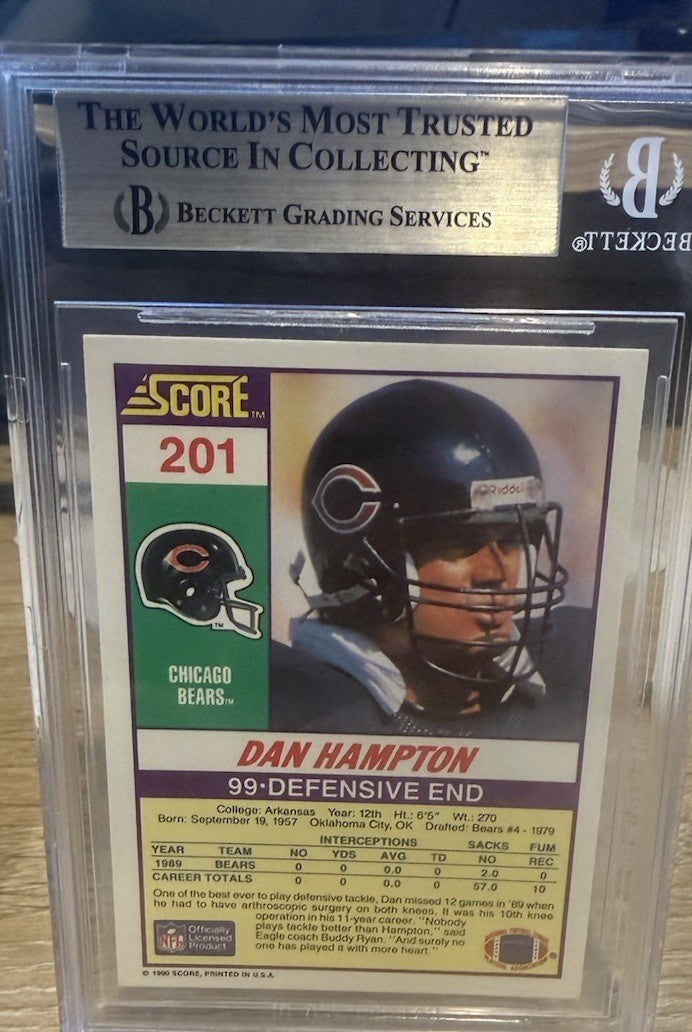 THE WORLD'S MOST TRUSTED
SOURCE IN COLLECTING™
B BECKETT GRADING SERVICES
B
BECKETT®
SCORE™
201
Riddell
C
C
TM
CHICAGO
BEARS™
DAN HAMPTON
99·DEFENSIVE END
College: Arkansas Year: 12th Ht.: 6'5" Wt.: 270
Born: September 19, 1957 Oklahoma City, OK Drafted: Bears #4 - 1979
INTERCEPTIONS SACKS FUM
YEAR TEAM NO YDS AVG TD NO REC
1989 BEARS 0 0 0.0 0 2.0 0
CAREER TOTALS 0 0 0.0 0 57.0 10
One of the best ever to play defensive tackle, Dan missed 12 games in '89 when
he had to have arthroscopic surgery on both knees. It was his 10th knee
operation in his 11-year career. "Nobody
plays tackle better than Hampton," said
Eagle coach Buddy Ryan. "And surely no
one has played it with more heart."
NFL
Officially
Licensed
Product
PLAYERS ASSOCIATION
© 1990 SCORE, PRINTED IN U.S.A.